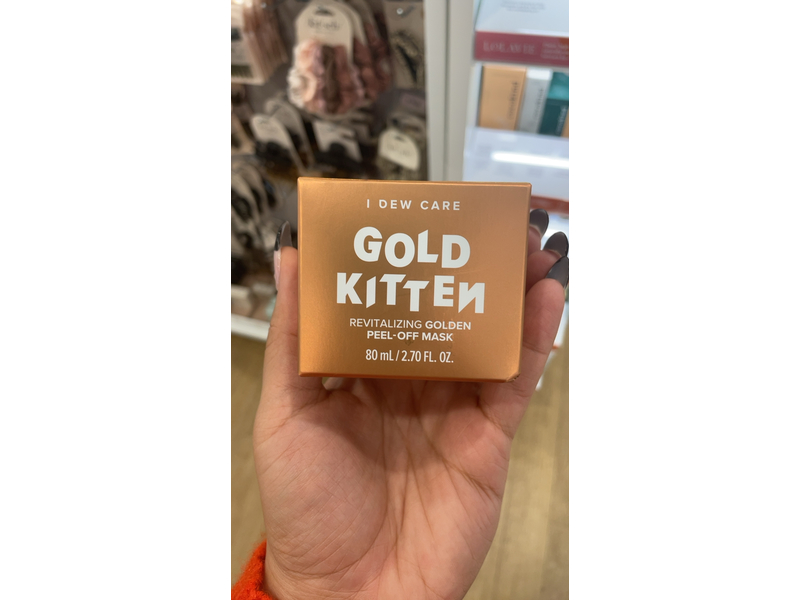 I DEW CARE
GOLD
KITTEN
REVITALIZING GOLDEN
PEEL-OFF MASK
80 mL / 2.70 FL. OZ.